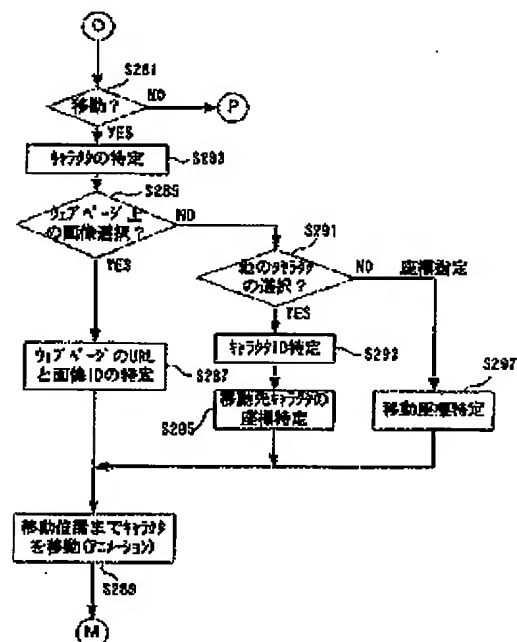 O
S281
移動?
NO
P
YES
キャラクタの特定
S283
S285
ウェブページ上
の画像選択?
NO
YES
S291
他のキャラクタ
の選択?
NO
座標指定
YES
ウェブページのURL
と画像IDの特定
S287
キャラクタID特定
S293
移動先キャラクタの
座標特定
S295
S297
移動座標特定
移動位置までキャラクタ
を移動(アニメーション)
S289
M